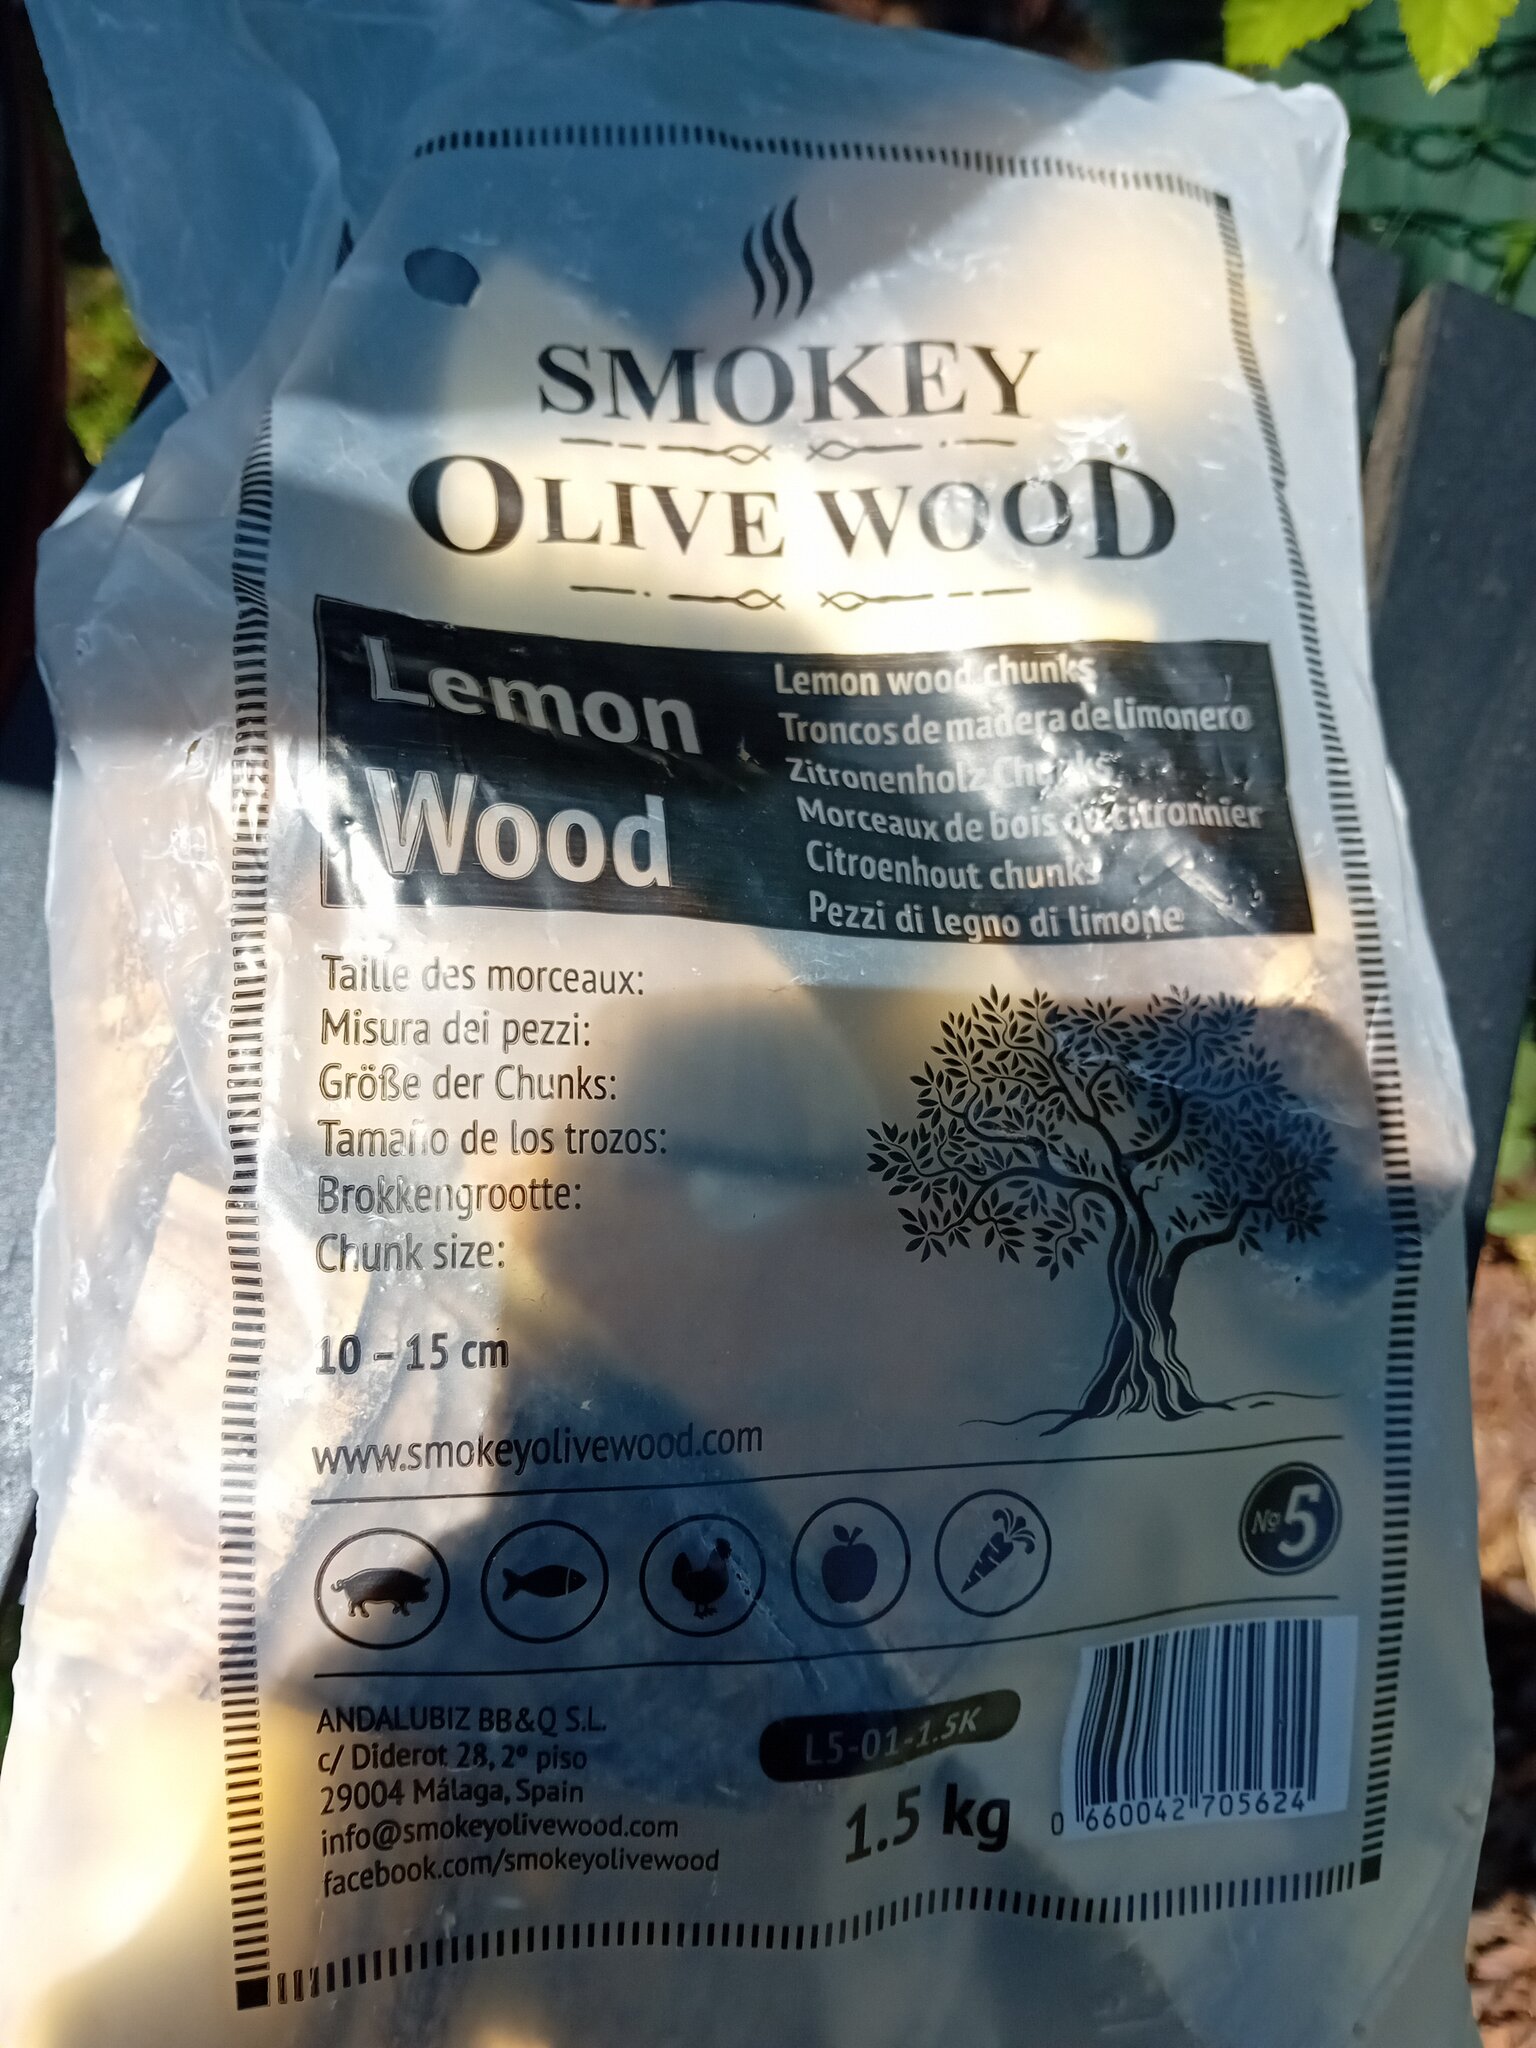 SMOKEY
OLIVE WOOD
Lemon
Wood
Lemon wood chunks
Troncos de madera de limonero
Zitronenholz Chunks
Morceaux de bois de citronnier
Citroenhout chunks
Pezzi di legno di limone
Taille des morceaux:
Misura dei pezzi:
Größe der Chunks:
Tamaño de los trozos:
Brokkengrootte:
Chunk size:
10 – 15 cm
www.smokeyolivewood.com
No 5
ANDALUBIZ BB&Q S.L.
c/ Diderot 28, 2º piso
29004 Málaga, Spain
info@smokeyolivewood.com
facebook.com/smokeyolivewood
L5-01-1.5K
1.5 kg
0 660042 705624